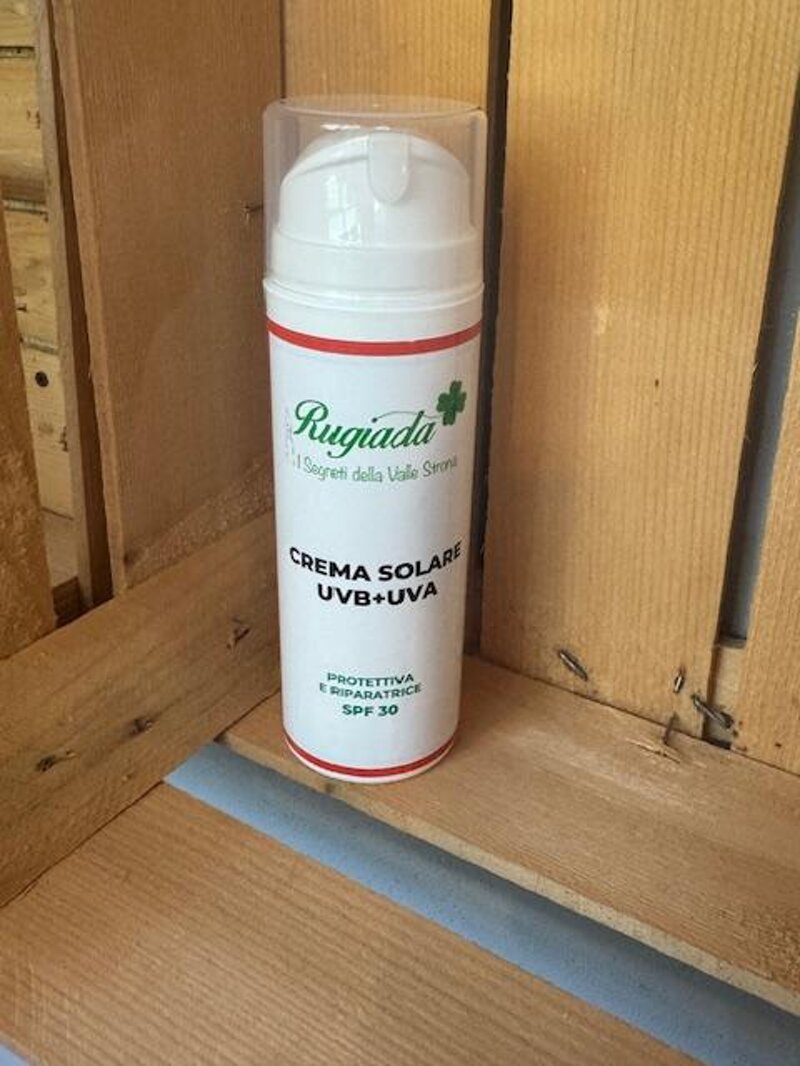 Rugiada
I Segreti della Valle Strona
CREMA SOLARE
UVB+UVA
PROTETTIVA
E RIPARATRICE
SPF 30